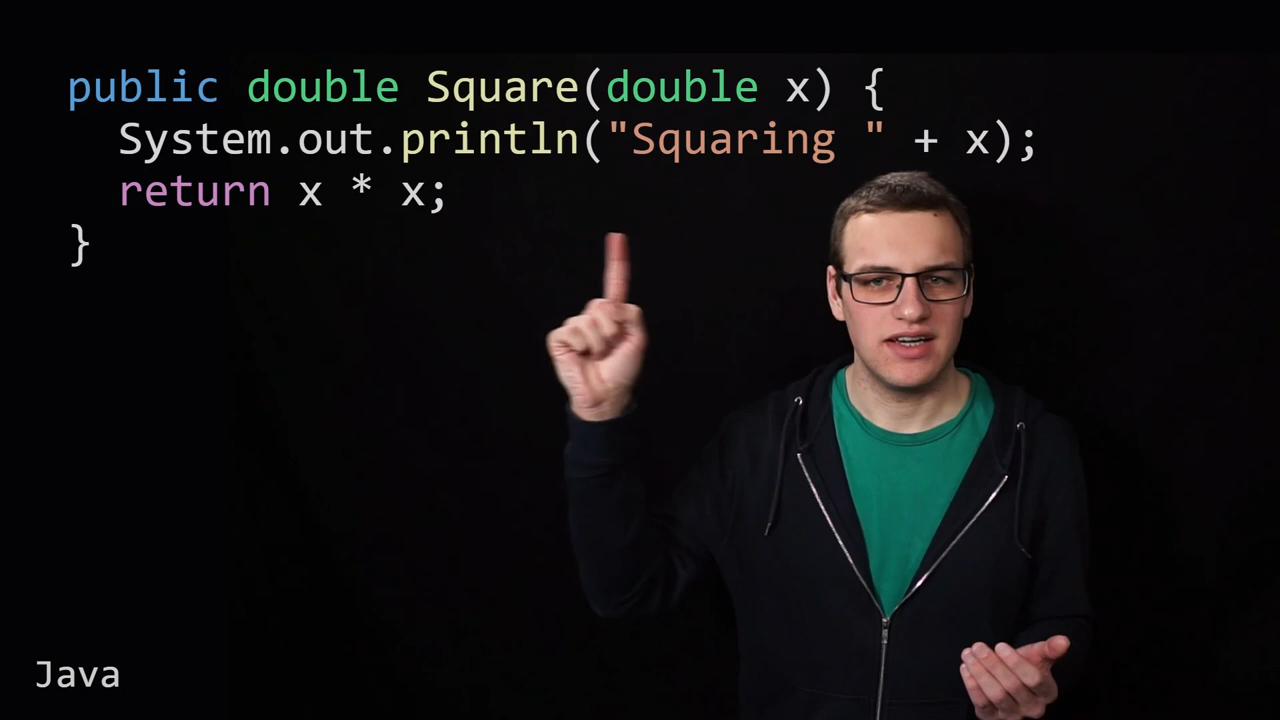 public double Square(double x) {
  System.out.println("Squaring " + x);
  return x * x;
}
Java